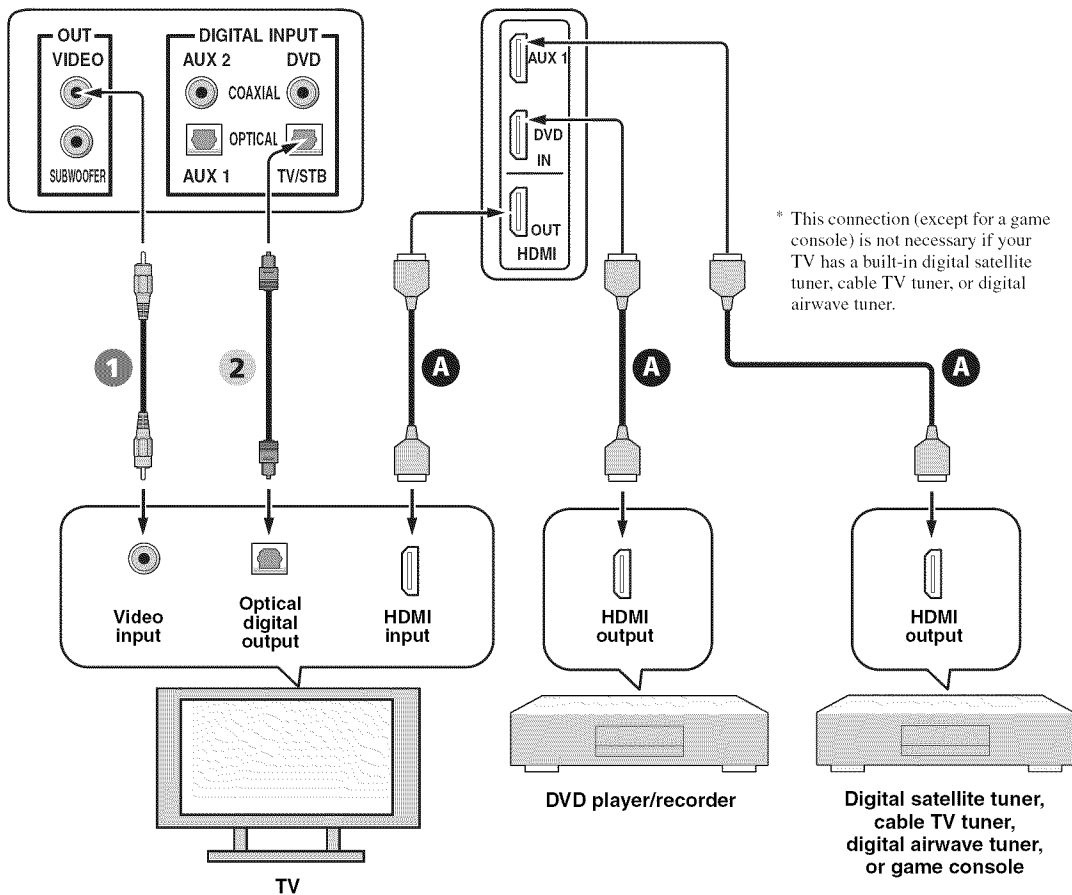 OUT
VIDEO
SUBWOOFER
DIGITAL INPUT
AUX 2 DVD
COAXIAL
OPTICAL
AUX 1 TV/STB
AUX 1
DVD
IN
OUT
HDMI
* This connection (except for a game
console) is not necessary if your
TV has a built-in digital satellite
tuner, cable TV tuner, or digital
airwave tuner.
1
2
A
A
A
Video
input
Optical
digital
output
HDMI
input
HDMI
output
HDMI
output
TV
DVD player/recorder
Digital satellite tuner,
cable TV tuner,
digital airwave tuner,
or game console